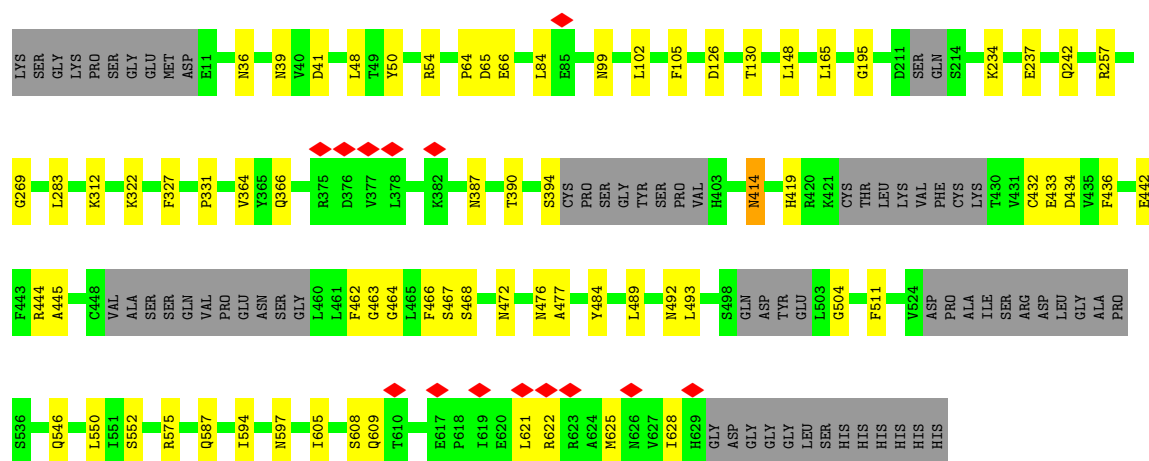 LYS SER GLY LYS PRO SER GLY GLU MET ASP E11 N36 N39 V40 D41 L48 T49 Y50 R54 P64 D65 E66 L84 E85 N99 L102 F105 D126 T130 L148 L165 G195 D211 SER GLN S214 K234 E237 Q242 R257
G269 L283 K312 K322 F327 P331 V364 Y365 Q366 R375 D376 V377 L378 K382 N387 T390 S394 CYS PRO SER GLY TYR SER PRO VAL H403 N414 H419 R420 K421 CYS THR LEU LYS VAL PHE CYS LYS T430 V431 C432 E433 D434 V435 F436 E442
F443 R444 A445 C448 VAL ALA SER SER GLN VAL PRO GLU ASN SER GLY L460 L461 F462 G463 G464 L465 F466 S467 S468 N472 N476 A477 Y484 L489 N492 L493 S498 GLN ASP TYR GLU L503 G504 F511 V524 ASP PRO ALA ILE SER ARG ASP LEU GLY ALA PRO
S536 Q546 L550 I551 S552 R575 Q587 I594 N597 I605 S608 Q609 T610 E617 P618 I619 E620 L621 R622 R623 A624 M625 N626 V627 I628 H629 GLY ASP GLY GLY GLY LEU SER HIS HIS HIS HIS HIS HIS